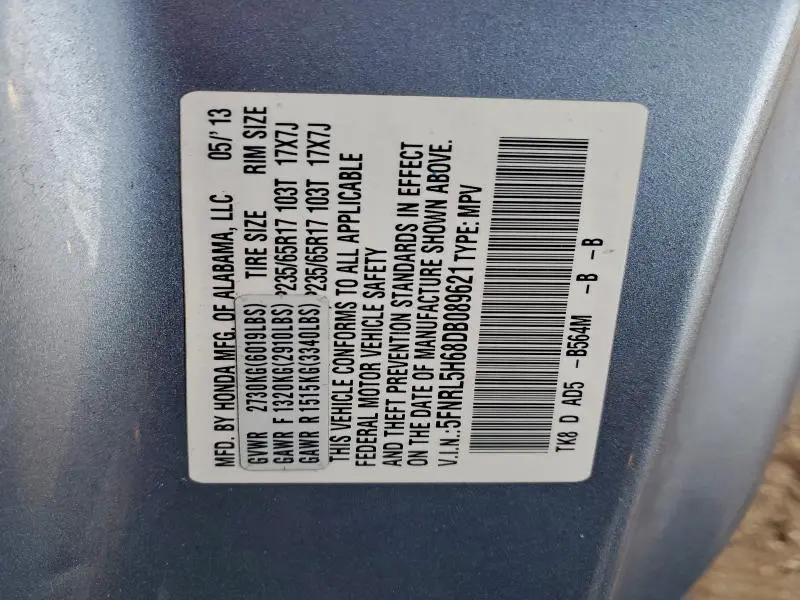 MFD. BY HONDA MFG. OF ALABAMA, LLC 05/'13
GVWR 2730KG(6019LBS) TIRE SIZE RIM SIZE
GAWR F 1320KG(2910LBS) P235/65R17 103T 17X7J
GAWR R 1515KG(3340LBS) P235/65R17 103T 17X7J
THIS VEHICLE CONFORMS TO ALL APPLICABLE
FEDERAL MOTOR VEHICLE SAFETY
AND THEFT PREVENTION STANDARDS IN EFFECT
ON THE DATE OF MANUFACTURE SHOWN ABOVE.
V.I.N.:5FNRL5H68DB089621 TYPE: MPV
TK8 D AD5 -B564M -B -B